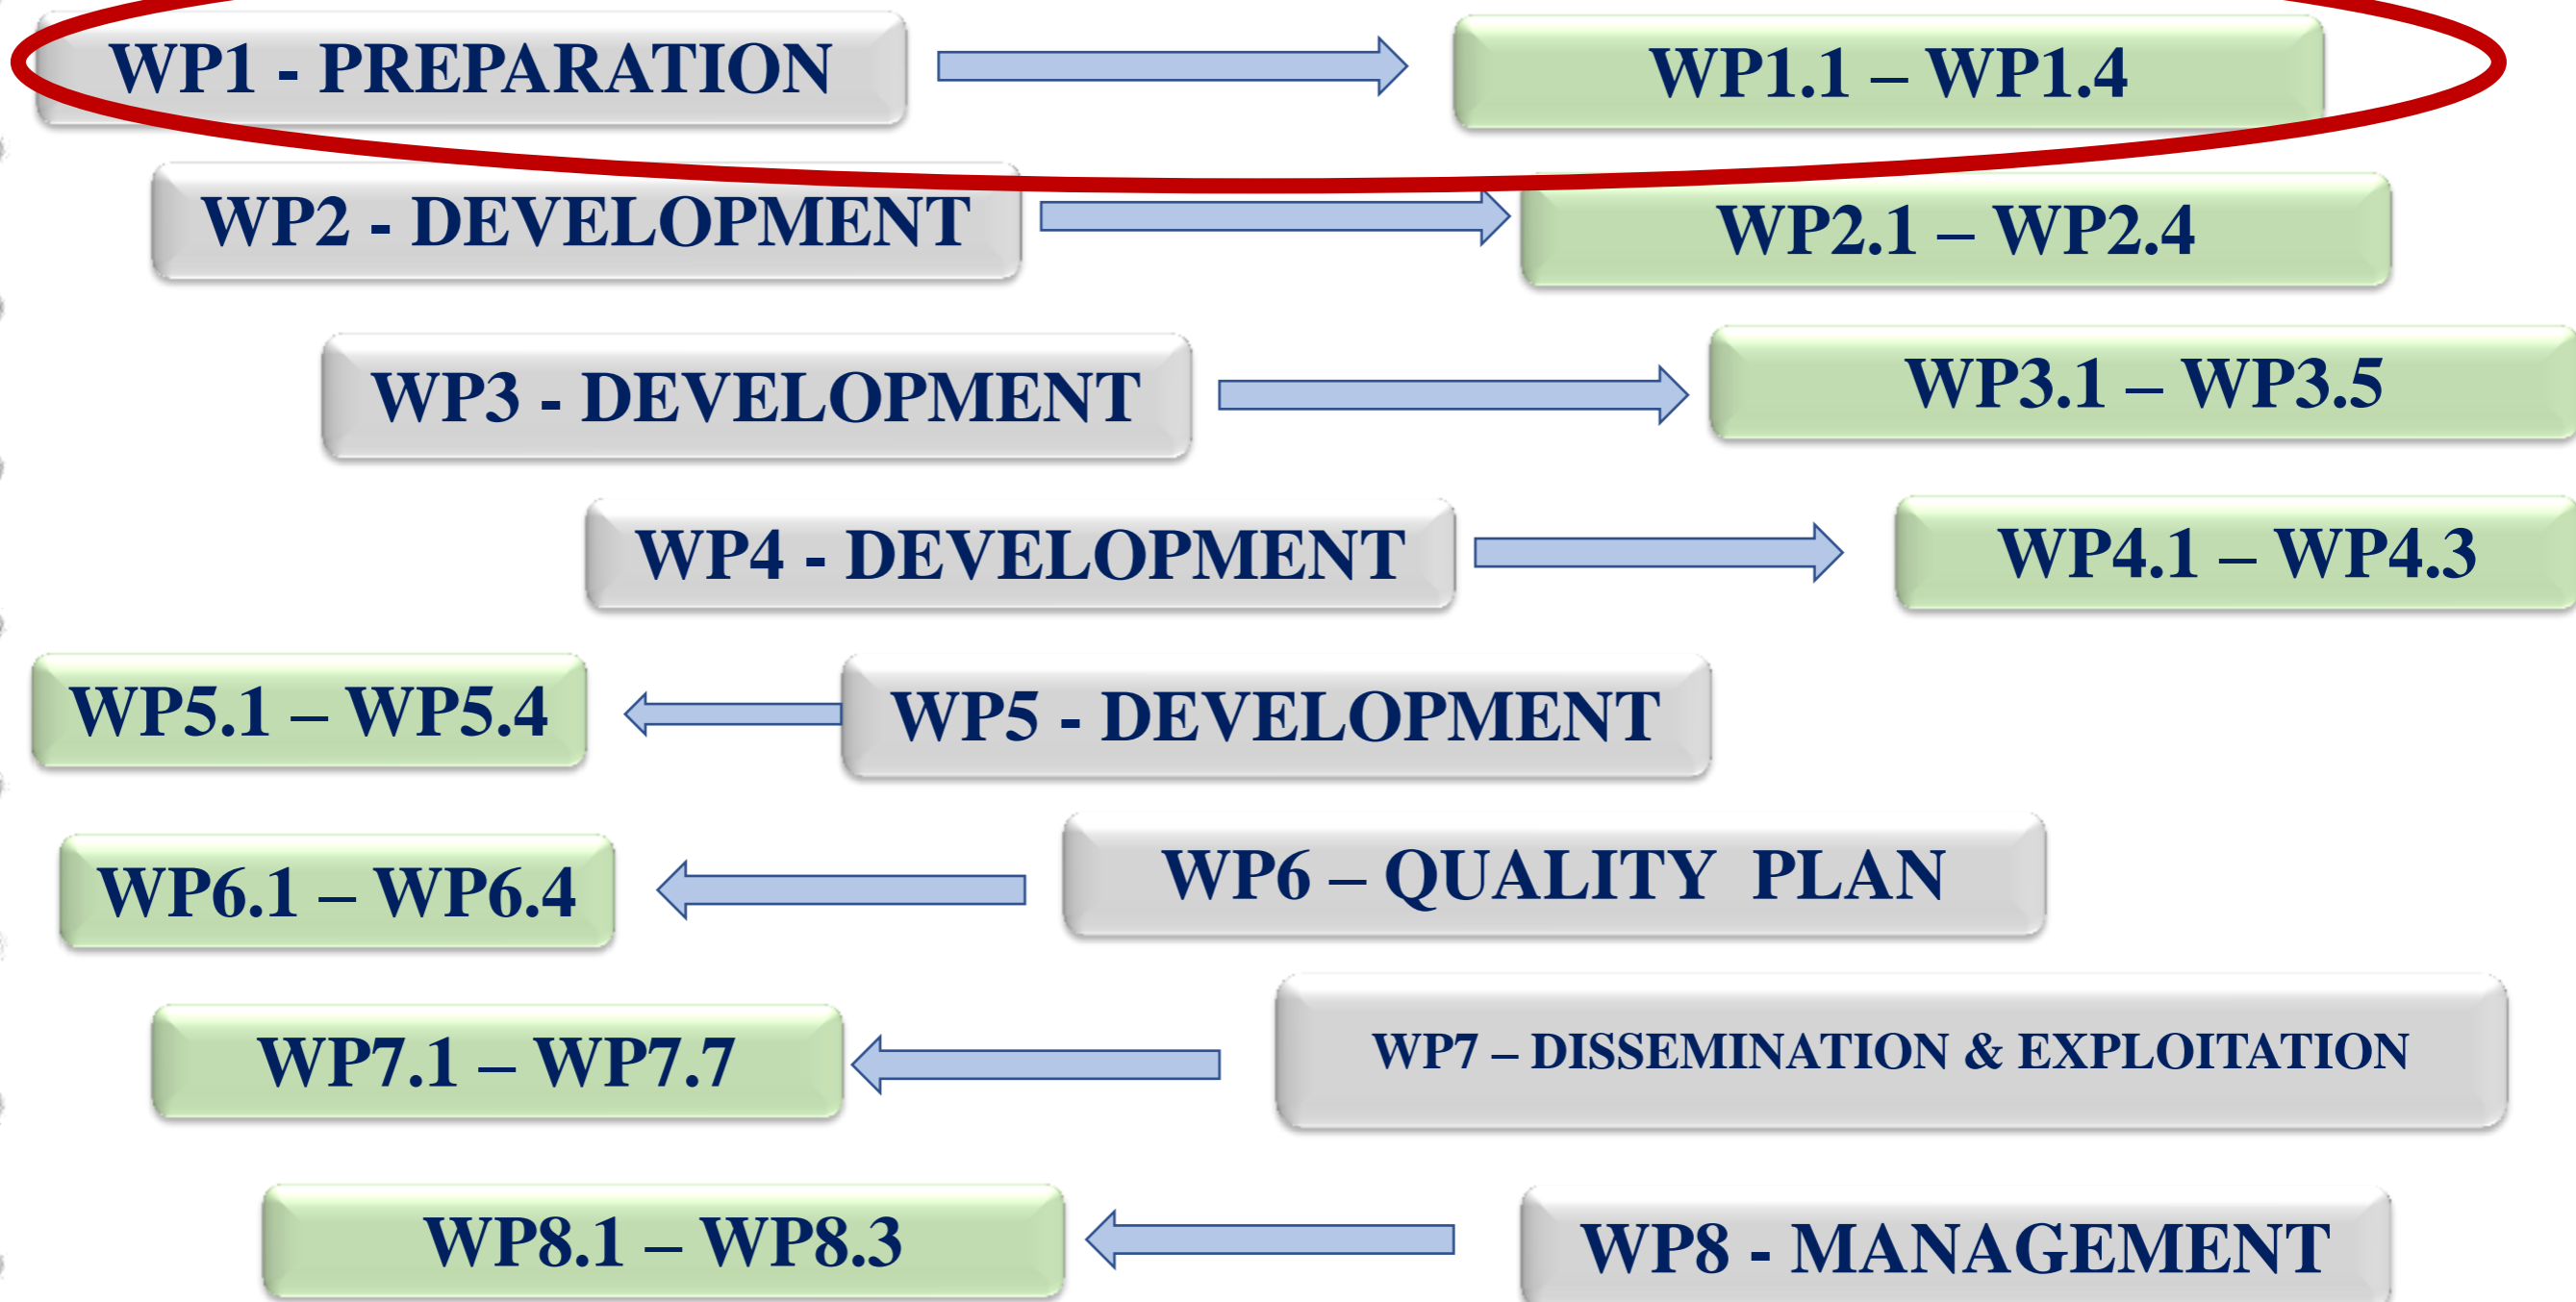 WP1 - PREPARATION
WP1.1 – WP1.4
WP2 - DEVELOPMENT
WP2.1 – WP2.4
WP3 - DEVELOPMENT
WP3.1 – WP3.5
WP4 - DEVELOPMENT
WP4.1 – WP4.3
WP5.1 – WP5.4
WP5 - DEVELOPMENT
WP6.1 – WP6.4
WP6 – QUALITY  PLAN
WP7.1 – WP7.7
WP7 – DISSEMINATION & EXPLOITATION
WP8.1 – WP8.3
WP8 - MANAGEMENT